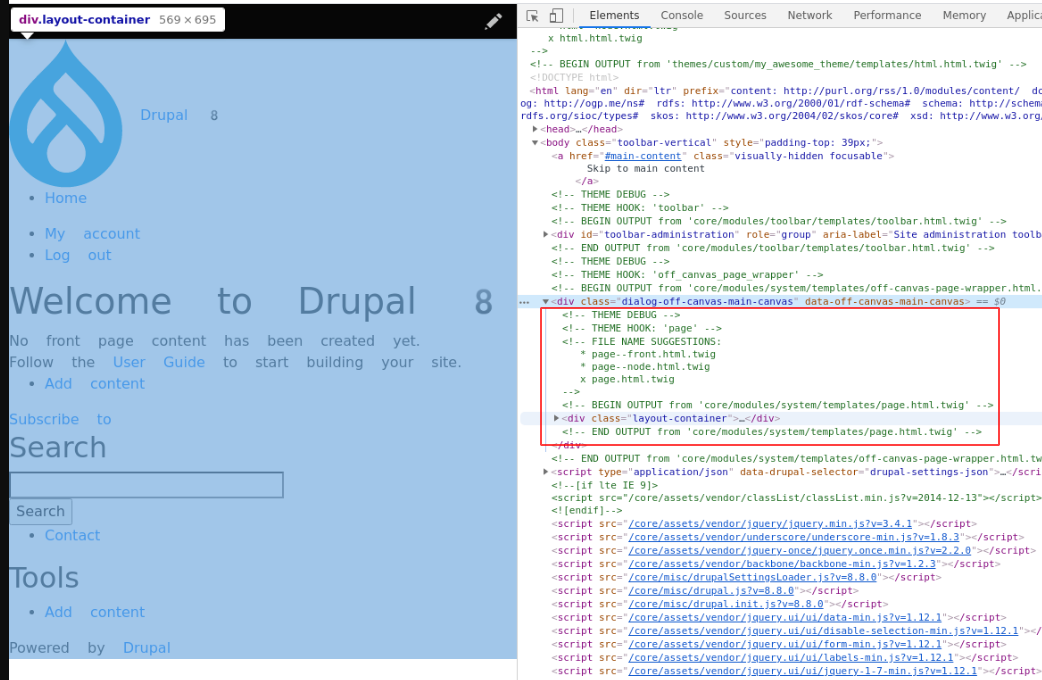 div.layout-container 569 × 695
Drupal 8
Home
My account
Log out
Welcome to Drupal 8
No front page content has been created yet.
Follow the User Guide to start building your site.
Add content
Subscribe to
Search
Search
Contact
Tools
Add content
Powered by Drupal
Elements Console Sources Network Performance Memory Applica
x html.html.twig
-->
<!-- BEGIN OUTPUT from 'themes/custom/my_awesome_theme/templates/html.html.twig' -->
<!DOCTYPE html>
<html lang="en" dir="ltr" prefix="content: http://purl.org/rss/1.0/modules/content/ dc
og: http://ogp.me/ns# rdfs: http://www.w3.org/2000/01/rdf-schema# schema: http://schema
rdfs.org/sioc/types# skos: http://www.w3.org/2004/02/skos/core# xsd: http://www.w3.org/
<head>…</head>
<body class="toolbar-vertical" style="padding-top: 39px;">
<a href="#main-content" class="visually-hidden focusable">
Skip to main content
</a>
<!-- THEME DEBUG -->
<!-- THEME HOOK: 'toolbar' -->
<!-- BEGIN OUTPUT from 'core/modules/toolbar/templates/toolbar.html.twig' -->
<div id="toolbar-administration" role="group" aria-label="Site administration toolb
<!-- END OUTPUT from 'core/modules/toolbar/templates/toolbar.html.twig' -->
<!-- THEME DEBUG -->
<!-- THEME HOOK: 'off_canvas_page_wrapper' -->
<!-- BEGIN OUTPUT from 'core/modules/system/templates/off-canvas-page-wrapper.html.
<div class="dialog-off-canvas-main-canvas" data-off-canvas-main-canvas> == $0
<!-- THEME DEBUG -->
<!-- THEME HOOK: 'page' -->
<!-- FILE NAME SUGGESTIONS:
* page--front.html.twig
* page--node.html.twig
x page.html.twig
-->
<!-- BEGIN OUTPUT from 'core/modules/system/templates/page.html.twig' -->
<div class="layout-container">…</div>
<!-- END OUTPUT from 'core/modules/system/templates/page.html.twig' -->
</div>
<!-- END OUTPUT from 'core/modules/system/templates/off-canvas-page-wrapper.html.tw
<script type="application/json" data-drupal-selector="drupal-settings-json">…</scri
<!--[if lte IE 9]>
<script src="/core/assets/vendor/classList/classList.min.js?v=2014-12-13"></script>
<![endif]-->
<script src="/core/assets/vendor/jquery/jquery.min.js?v=3.4.1"></script>
<script src="/core/assets/vendor/underscore/underscore-min.js?v=1.8.3"></script>
<script src="/core/assets/vendor/jquery-once/jquery.once.min.js?v=2.2.0"></script>
<script src="/core/assets/vendor/backbone/backbone-min.js?v=1.2.3"></script>
<script src="/core/misc/drupalSettingsLoader.js?v=8.8.0"></script>
<script src="/core/misc/drupal.js?v=8.8.0"></script>
<script src="/core/misc/drupal.init.js?v=8.8.0"></script>
<script src="/core/assets/vendor/jquery.ui/ui/data-min.js?v=1.12.1"></script>
<script src="/core/assets/vendor/jquery.ui/ui/disable-selection-min.js?v=1.12.1"></
<script src="/core/assets/vendor/jquery.ui/ui/form-min.js?v=1.12.1"></script>
<script src="/core/assets/vendor/jquery.ui/ui/labels-min.js?v=1.12.1"></script>
<script src="/core/assets/vendor/jquery.ui/ui/jquery-1-7-min.js?v=1.12.1"></script>